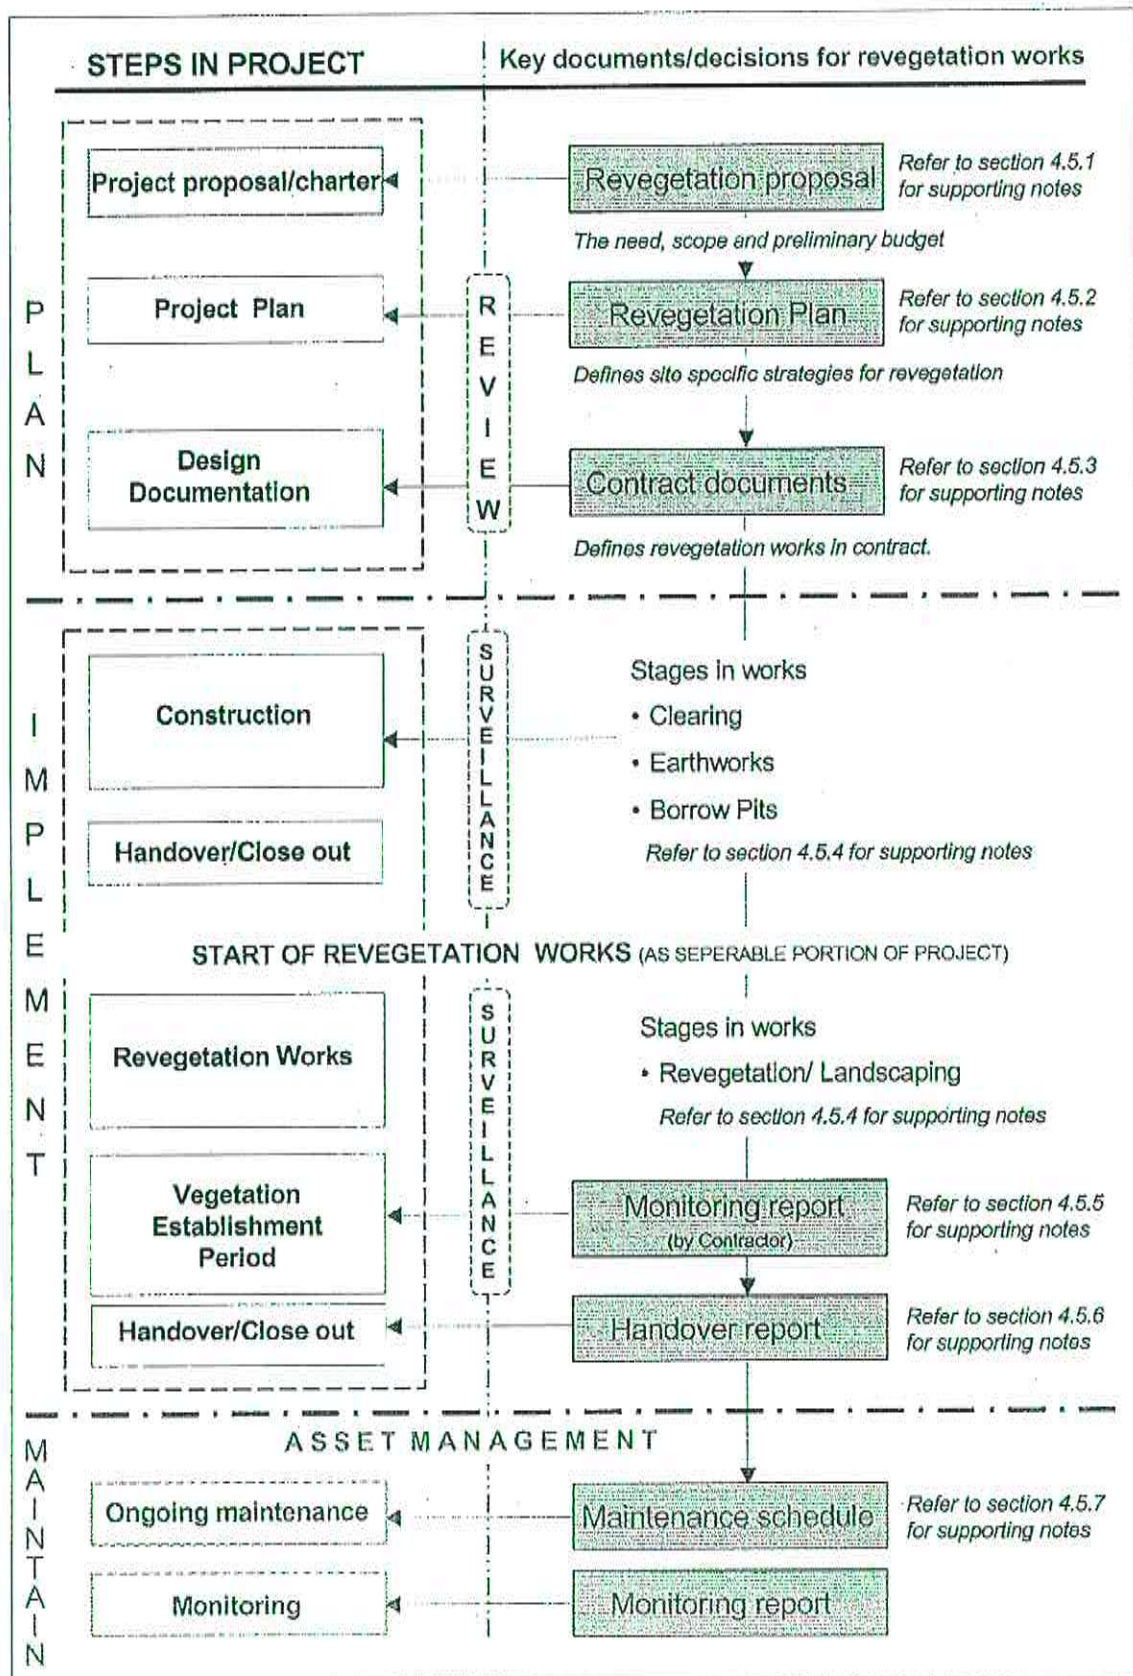 STEPS IN PROJECT
Key documents/decisions for revegetation works
PLAN
Project proposal/charter
Revegetation proposal
Refer to section 4.5.1
for supporting notes
The need, scope and preliminary budget
REVIEW
Project Plan
Revegetation Plan
Refer to section 4.5.2
for supporting notes
Defines site specific strategies for revegetation
Design
Documentation
Contract documents
Refer to section 4.5.3
for supporting notes
Defines revegetation works in contract.
IMPLEMENT
SURVEILLANCE
Construction
Stages in works
• Clearing
• Earthworks
• Borrow Pits
Refer to section 4.5.4 for supporting notes
Handover/Close out
START OF REVEGETATION WORKS (AS SEPERABLE PORTION OF PROJECT)
SURVEILLANCE
Revegetation Works
Stages in works
• Revegetation/ Landscaping
Refer to section 4.5.4 for supporting notes
Vegetation
Establishment
Period
Monitoring report
(by Contractor)
Refer to section 4.5.5
for supporting notes
Handover/Close out
Handover report
Refer to section 4.5.6
for supporting notes
MAINTAIN
ASSET MANAGEMENT
Ongoing maintenance
Maintenance schedule
Refer to section 4.5.7
for supporting notes
Monitoring
Monitoring report